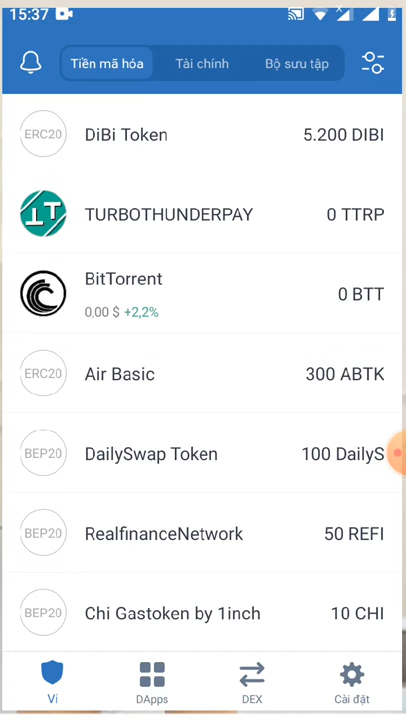 15:37
Tiền mã hóa
Tài chính
Bộ sưu tập
ERC20
DiBi Token
5.200 DIBI
TURBOTHUNDERPAY
0 TTRP
BitTorrent
0,00 $ +2,2%
0 BTT
ERC20
Air Basic
300 ABTK
BEP20
DailySwap Token
100 DailyS
BEP20
RealfinanceNetwork
50 REFI
BEP20
Chi Gastoken by 1inch
10 CHI
Ví
DApps
DEX
Cài đặt